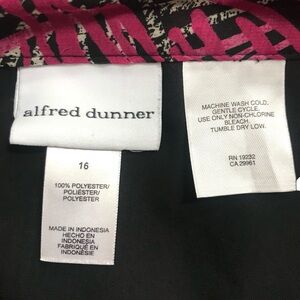 alfred dunner
16
100% POLYESTER/
POLIÉSTER/
POLYESTER
MADE IN INDONESIA
HECHO EN
INDONESIA
FABRIQUÉ EN
INDONÉSIE
MACHINE WASH COLD,
GENTLE CYCLE.
USE ONLY NON-CHLORINE
BLEACH.
TUMBLE DRY LOW.
RN 19232
CA 29961